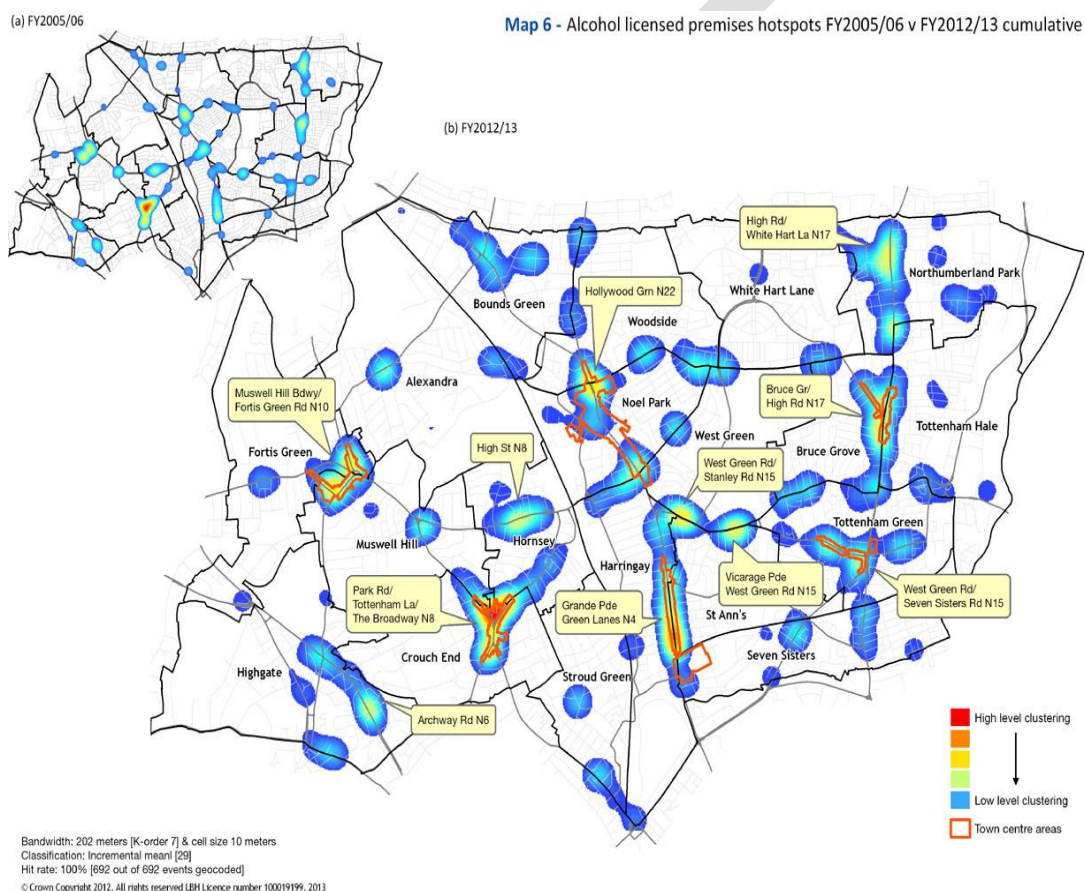 (a) FY2005/06
Map 6 - Alcohol licensed premises hotspots FY2005/06 v FY2012/13 cumulative
(b) FY2012/13
High Rd/
White Hart La N17
Northumberland Park
White Hart Lane
Bounds Green
Hollywood Grn N22
Woodside
Alexandra
Muswell Hill Bdwy/
Fortis Green Rd N10
Noel Park
Bruce Gr/
High Rd N17
Tottenham Hale
Fortis Green
High St N8
West Green
Bruce Grove
West Green Rd/
Stanley Rd N15
Muswell Hill
Hornsey
Tottenham Green
Harringay
Park Rd/
Tottenham La/
The Broadway N8
Grande Pde
Green Lanes N4
Vicarage Pde
West Green Rd N15
West Green Rd/
Seven Sisters Rd N15
St Ann's
Crouch End
Seven Sisters
Highgate
Stroud Green
Archway Rd N6
High level clustering
Low level clustering
Town centre areas
Bandwidth: 202 meters [K-order 7] & cell size 10 meters
Classification: Incremental meanl [29]
Hit rate: 100% [692 out of 692 events geocoded]
© Crown Copyright 2012. All rights reserved LBH Licence number 100019199, 2013